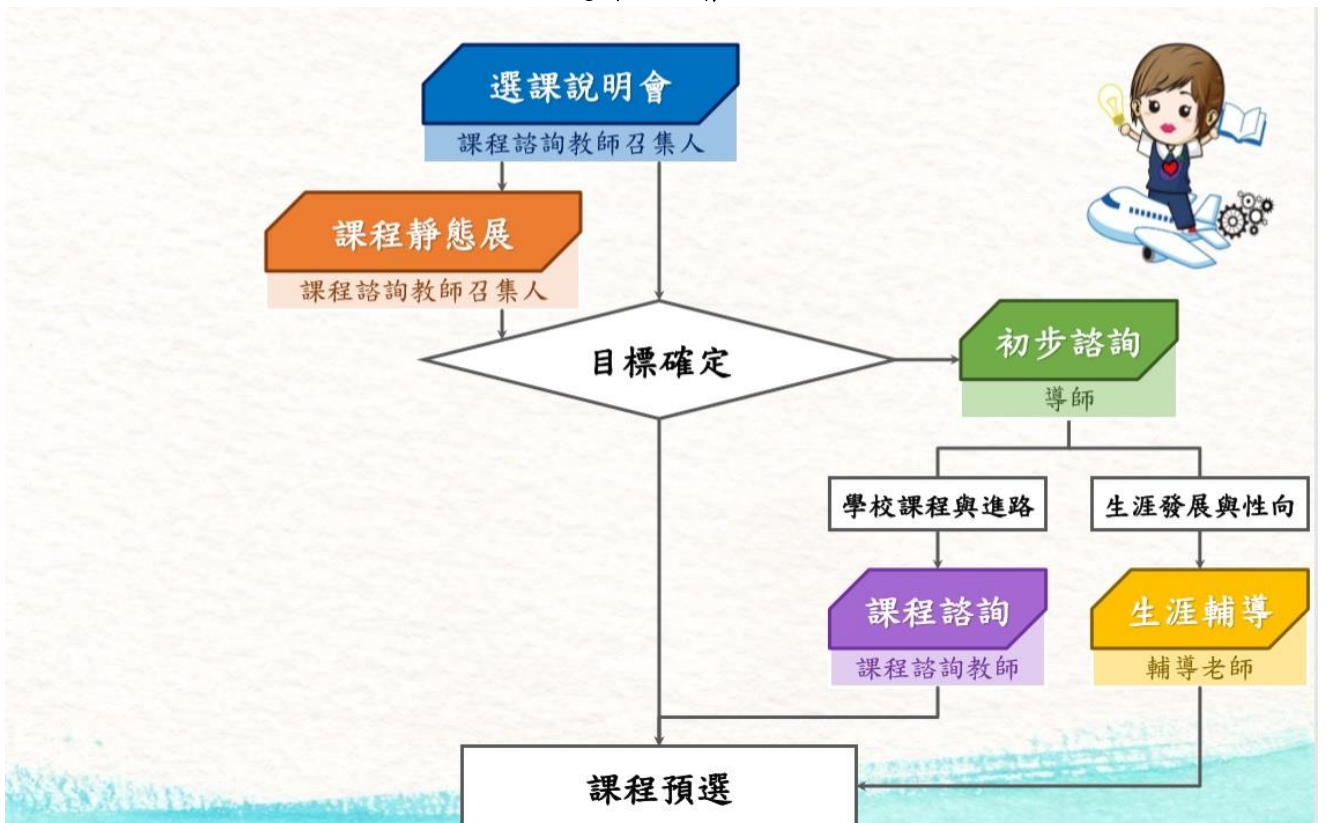 選課說明會
課程諮詢教師召集人
課程靜態展
課程諮詢教師召集人
目標確定
初步諮詢
導師
學校課程與進路
生涯發展與性向
課程諮詢
課程諮詢教師
生涯輔導
輔導老師
課程預選